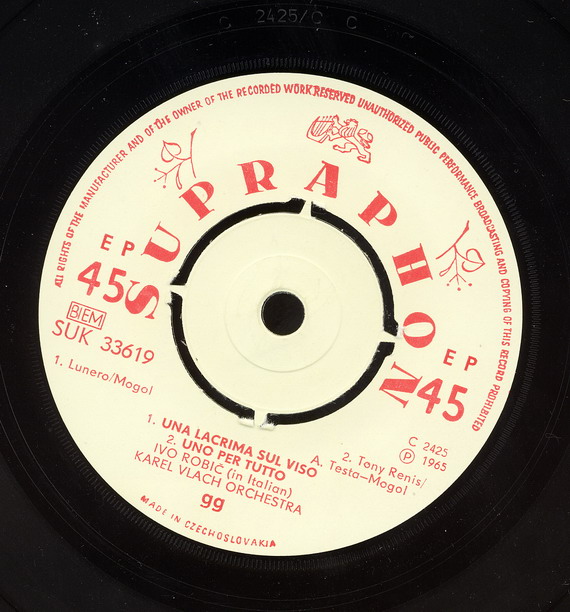 C 2425/C C
ALL RIGHTS OF THE MANUFACTURER AND OF THE OWNER OF THE RECORDED WORK RESERVED UNAUTHORIZED PUBLIC PERFORMANCE BROADCASTING AND COPYING OF THIS RECORD PROHIBITED
SUPRAPHON
EP
45
BIEM
SUK 33619
1. Lunero/Mogol
EP
45
C 2425
Ⓟ 1965
2. Tony Renis/
A. Testa-Mogol
1. UNA LACRIMA SUL VISO
2. UNO PER TUTTO
IVO ROBIČ (in Italian)
KAREL VLACH ORCHESTRA
gg
MADE IN CZECHOSLOVAKIA